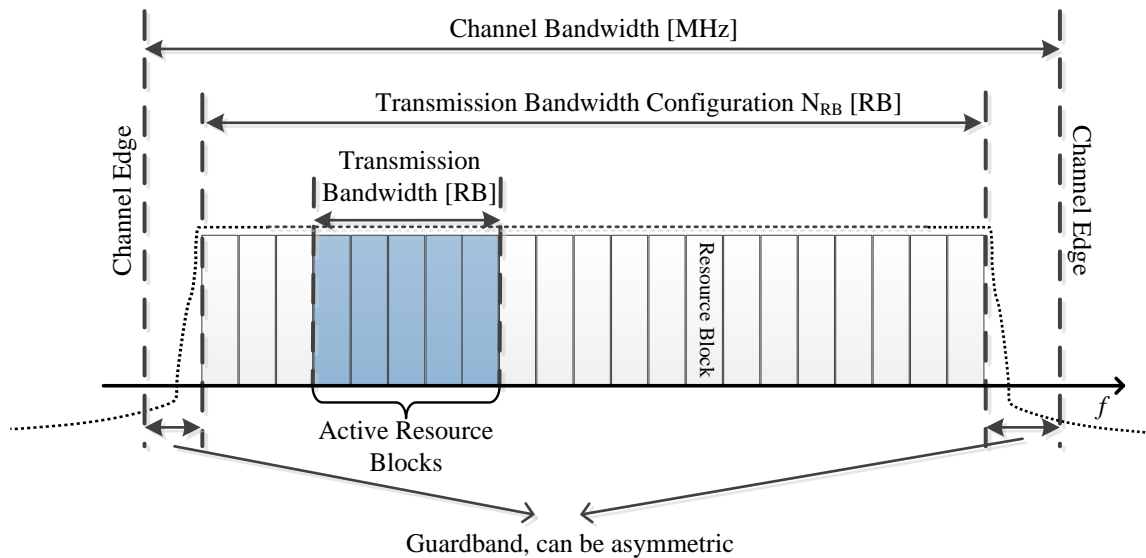 Channel Bandwidth [MHz]
Transmission Bandwidth Configuration N_RB [RB]
Channel Edge
Channel Edge
Transmission
Bandwidth [RB]
Resource Block
f
Active Resource
Blocks
Guardband, can be asymmetric